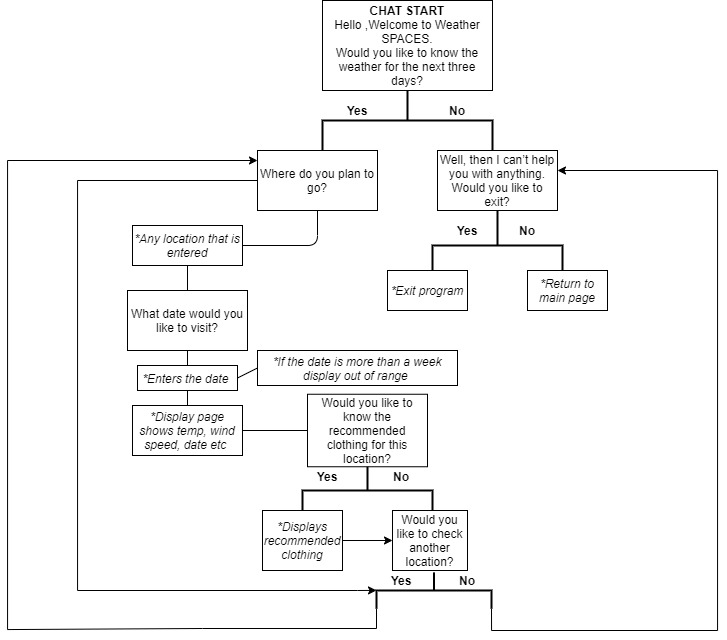 CHAT START
Hello ,Welcome to Weather
SPACES.
Would you like to know the
weather for the next three
days?
Yes
No
Where do you plan to
go?
Well, then I can't help
you with anything.
Would you like to
exit?
*Any location that is
entered
Yes
No
*Exit program
*Return to
main page
What date would you
like to visit?
*Enters the date
*If the date is more than a week
display out of range
*Display page
shows temp, wind
speed, date etc
Would you like to
know the
recommended
clothing for this
location?
Yes
No
*Displays
recommended
clothing
Would you
like to check
another
location?
Yes
No